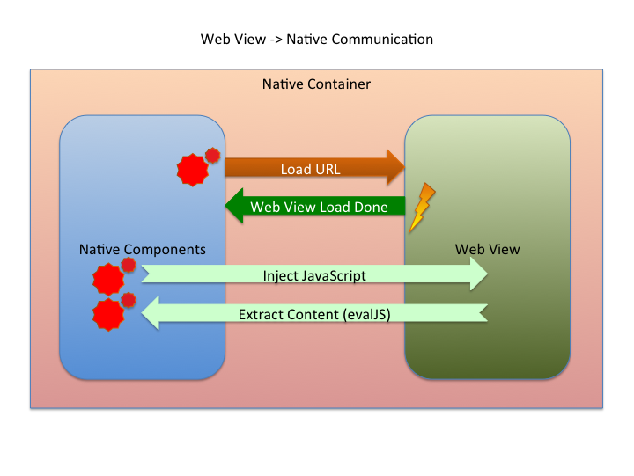 Web View -> Native Communication
Native Container
Load URL
Web View Load Done
Native Components
Web View
Inject JavaScript
Extract Content (evalJS)